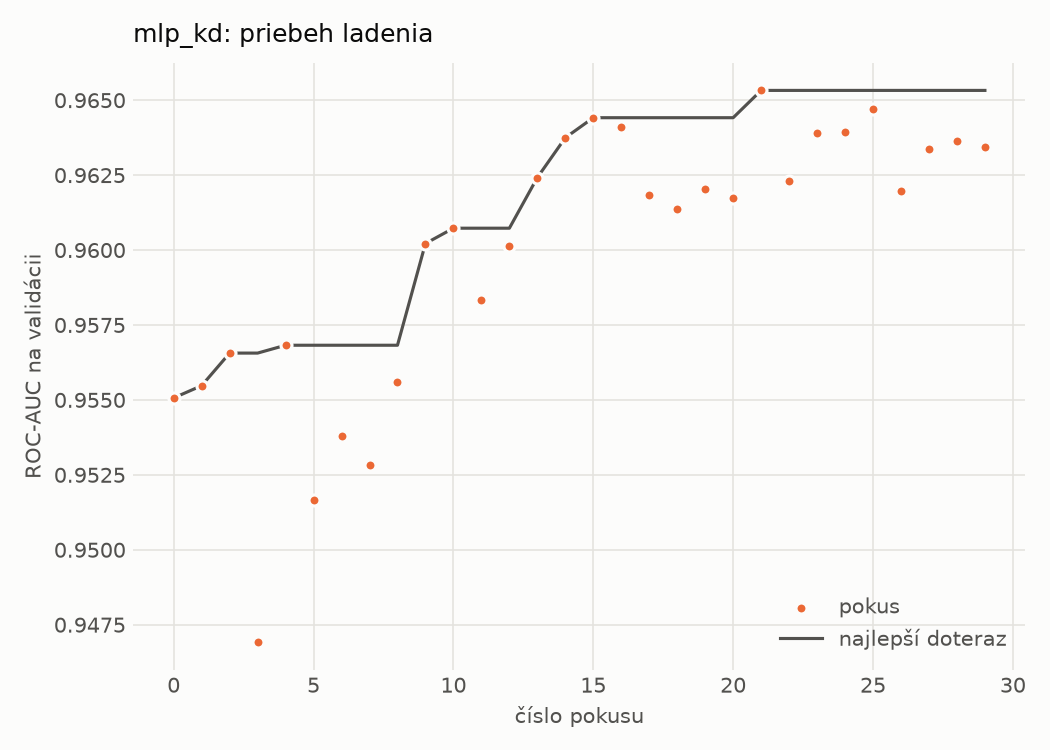 mlp_kd: priebeh ladenia
ROC-AUC na validácii
0.9650
0.9625
0.9600
0.9575
0.9550
0.9525
0.9500
0.9475
pokus
najlepší doteraz
0 5 10 15 20 25 30
číslo pokusu